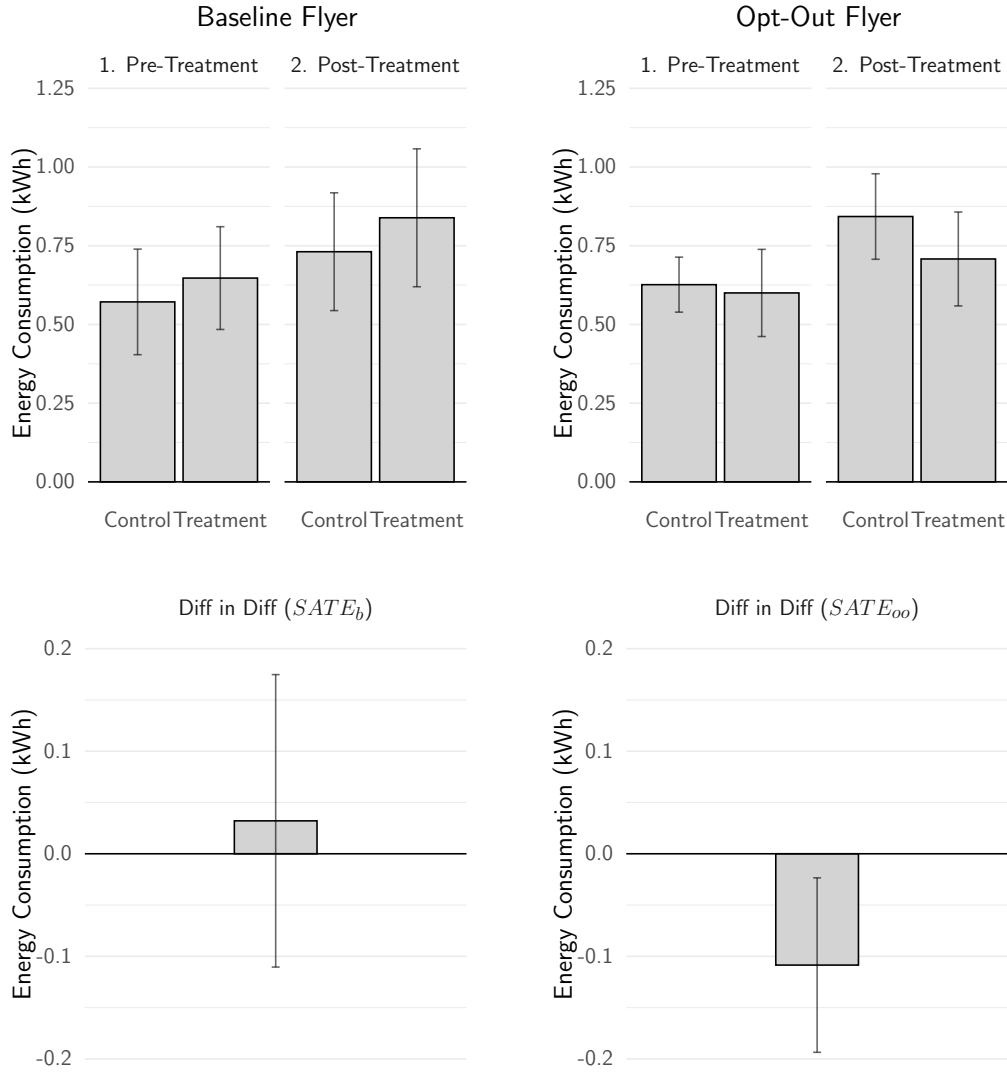 Baseline Flyer
Opt-Out Flyer
1. Pre-Treatment
2. Post-Treatment
1. Pre-Treatment
2. Post-Treatment
Energy Consumption (kWh)
1.25
1.00
0.75
0.50
0.25
0.00
Energy Consumption (kWh)
1.25
1.00
0.75
0.50
0.25
0.00
Control Treatment
Control Treatment
Control Treatment
Control Treatment
Diff in Diff (SATE_b)
Diff in Diff (SATE_oo)
Energy Consumption (kWh)
0.2
0.1
0.0
-0.1
-0.2
Energy Consumption (kWh)
0.2
0.1
0.0
-0.1
-0.2